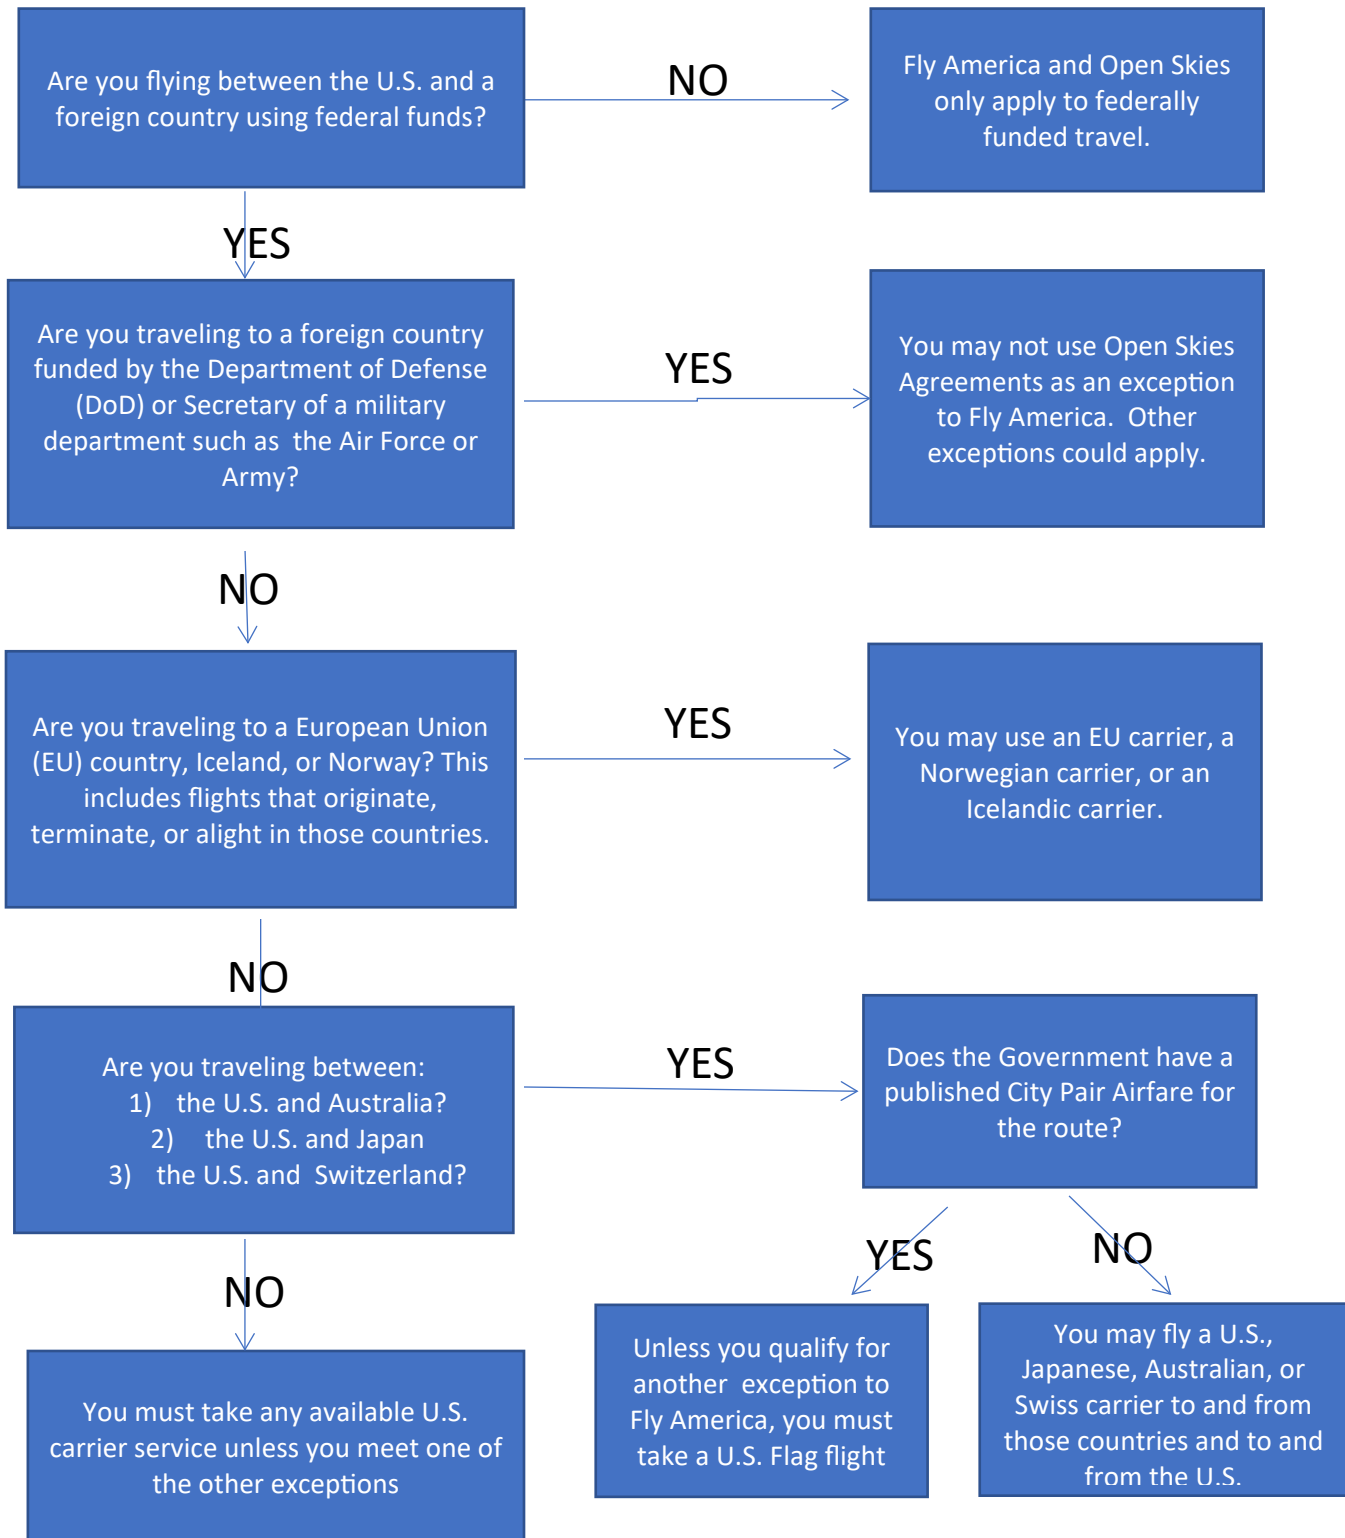 Are you flying between the U.S. and a
foreign country using federal funds?
NO
Fly America and Open Skies
only apply to federally
funded travel.
YES
Are you traveling to a foreign country
funded by the Department of Defense
(DoD) or Secretary of a military
department such as  the Air Force or
Army?
YES
You may not use Open Skies
Agreements as an exception
to Fly America.  Other
exceptions could apply.
NO
Are you traveling to a European Union
(EU) country, Iceland, or Norway? This
includes flights that originate,
terminate, or alight in those countries.
YES
You may use an EU carrier, a
Norwegian carrier, or an
Icelandic carrier.
NO
Are you traveling between:
1) the U.S. and Australia?
2) the U.S. and Japan
3) the U.S. and  Switzerland?
YES
Does the Government have a
published City Pair Airfare for
the route?
NO
You must take any available U.S.
carrier service unless you meet one of
the other exceptions
YES
Unless you qualify for
another  exception to
Fly America, you must
take a U.S. Flag flight
NO
You may fly a U.S.,
Japanese, Australian, or
Swiss carrier to and from
those countries and to and
from the U.S.